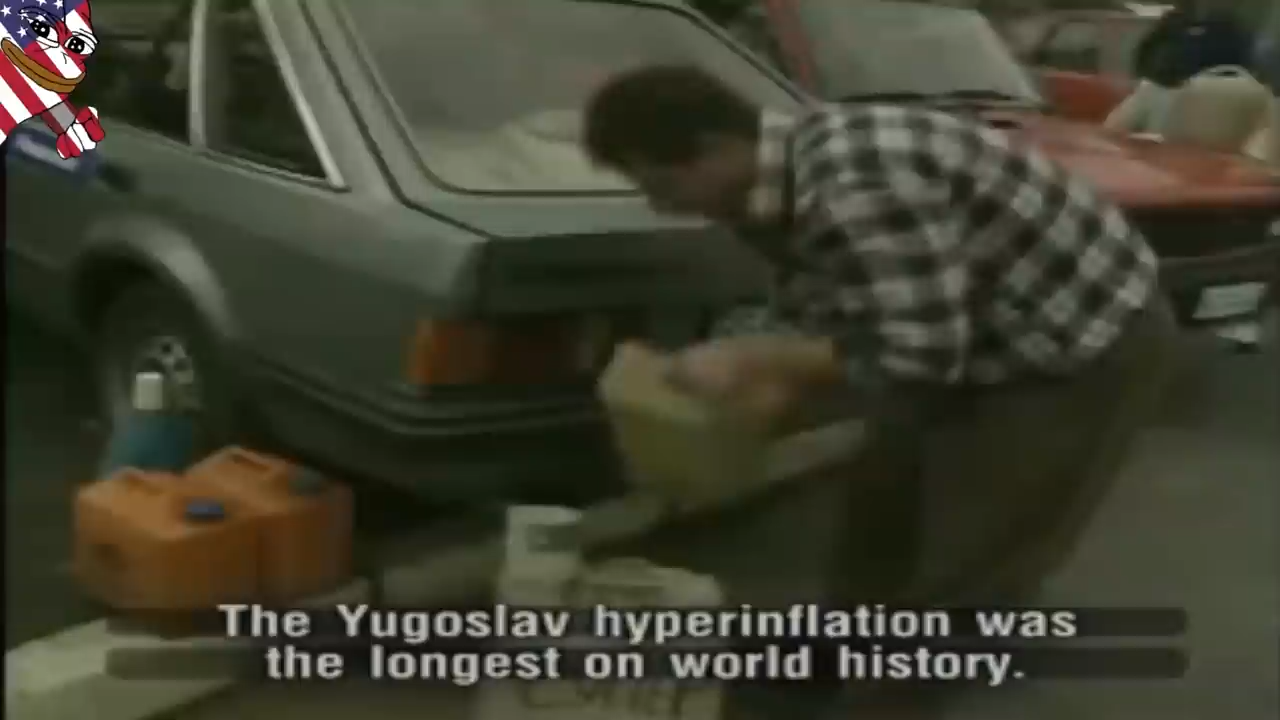 The Yugoslav hyperinflation was
the longest on world history.